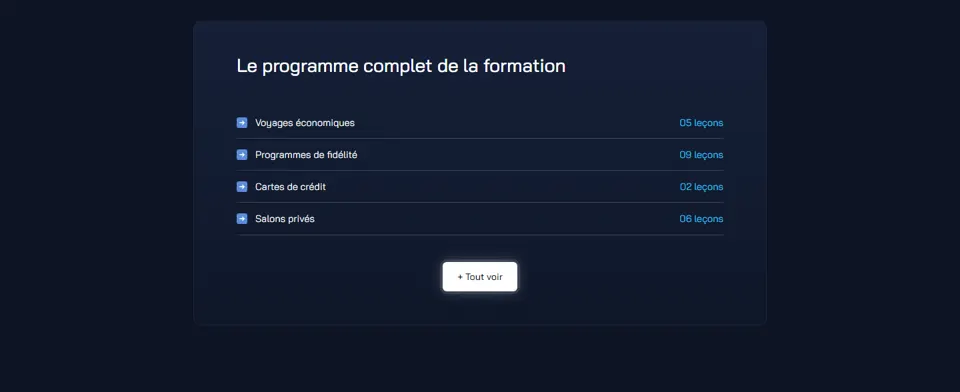 Le programme complet de la formation
Voyages économiques 05 leçons
Programmes de fidélité 09 leçons
Cartes de crédit 02 leçons
Salons privés 06 leçons
+ Tout voir